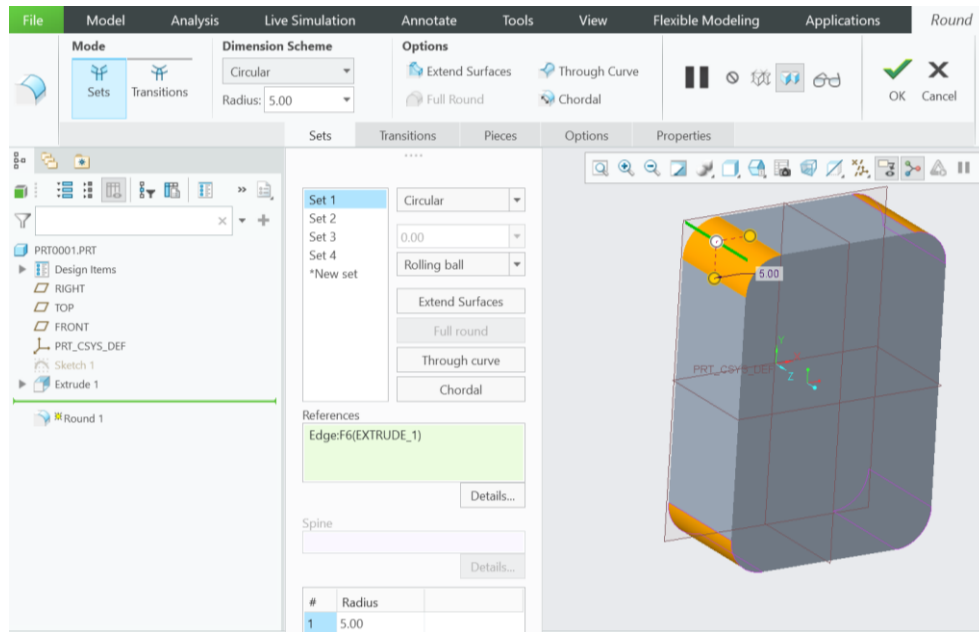 File Model Analysis Live Simulation Annotate Tools View Flexible Modeling Applications Round
Mode Dimension Scheme Options
Sets Transitions
Circular
Radius: 5.00
Extend Surfaces Through Curve
Full Round Chordal
OK Cancel
Sets Transitions Pieces Options Properties
PRT0001.PRT
Design Items
RIGHT
TOP
FRONT
PRT_CSYS_DEF
Sketch 1
Extrude 1
Round 1
Set 1
Set 2
Set 3
Set 4
*New set
Circular
0.00
Rolling ball
Extend Surfaces
Full round
Through curve
Chordal
References
Edge:F6(EXTRUDE_1)
Details...
Spine
Details...
# Radius
1 5.00
5.00
PRT_CSYS_DEF
Y
Z